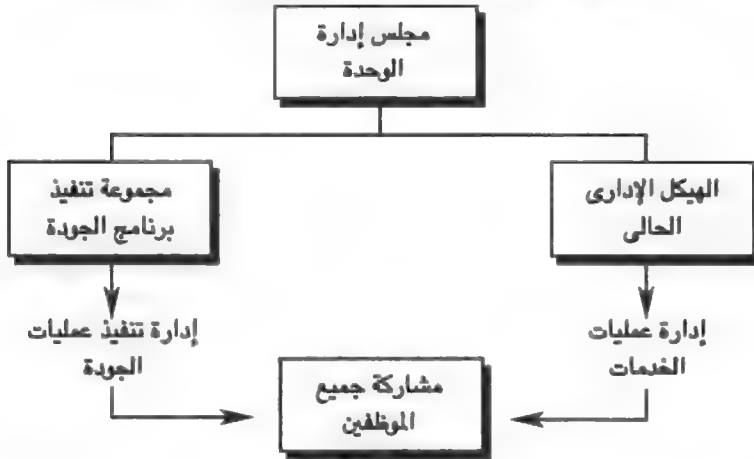 مجلس إدارة
الوحدة
الهيكل الإدارى
الحالى
مجموعة تنفيذ
برنامج الجودة
إدارة عمليات
الخدمات
إدارة تنفيذ عمليات
الجودة
مشاركة جميع
الموظفين